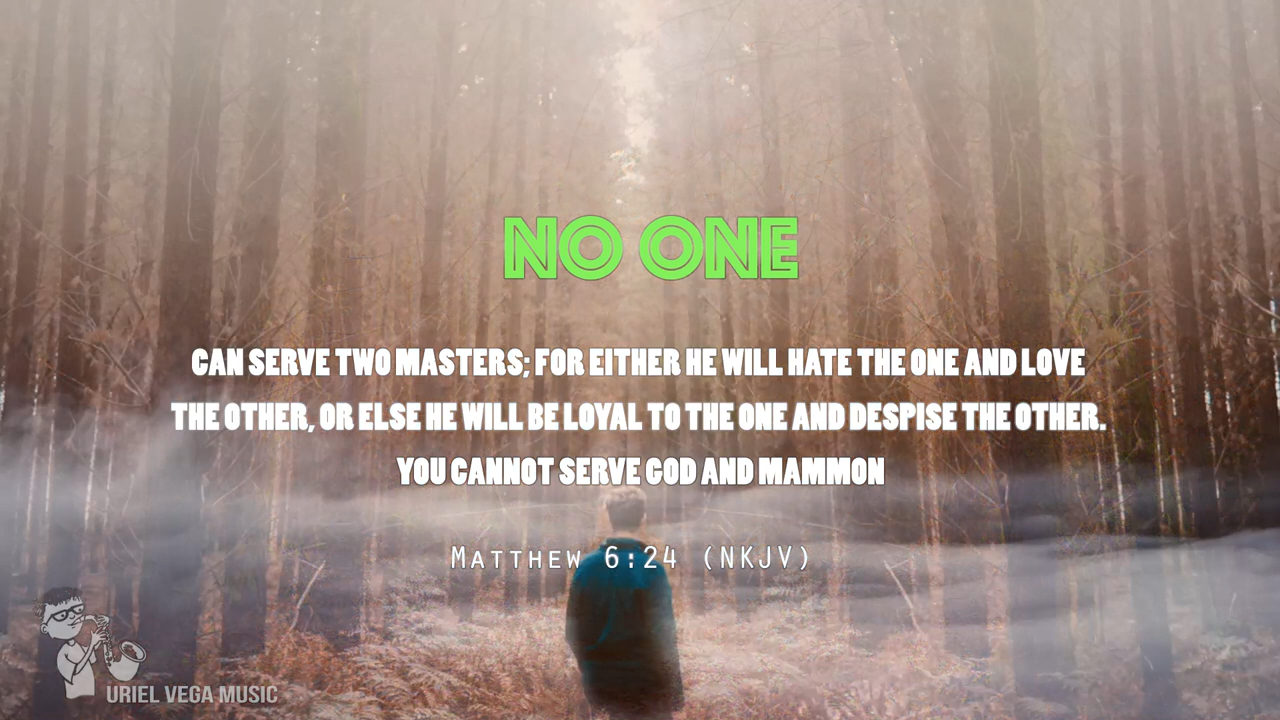 NO ONE
CAN SERVE TWO MASTERS; FOR EITHER HE WILL HATE THE ONE AND LOVE
THE OTHER, OR ELSE HE WILL BE LOYAL TO THE ONE AND DESPISE THE OTHER.
YOU CANNOT SERVE GOD AND MAMMON
Matthew 6:24 (NKJV)
URIEL VEGA MUSIC